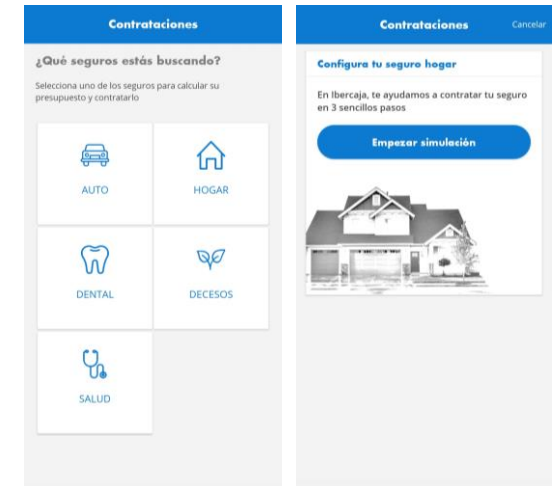 Contrataciones
¿Qué seguros estás buscando?
Selecciona uno de los seguros para calcular su
presupuesto y contratarlo
AUTO
HOGAR
DENTAL
DECESOS
SALUD
Contrataciones
Cancelar
Configura tu seguro hogar
En Ibercaja, te ayudamos a contratar tu seguro
en 3 sencillos pasos
Empezar simulación